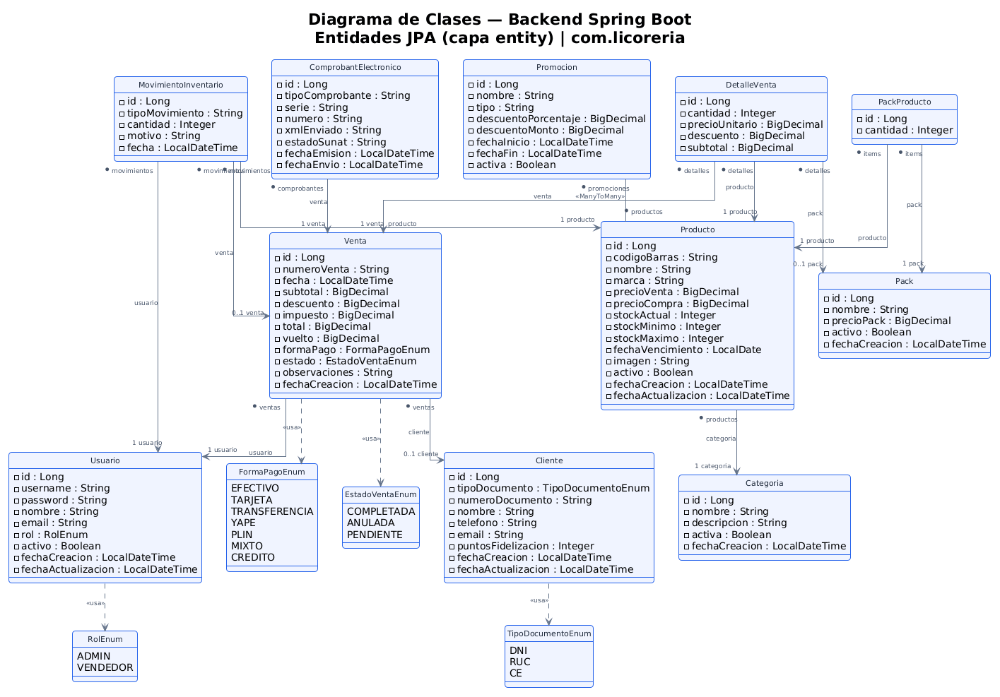 Diagrama de Clases — Backend Spring Boot
Entidades JPA (capa entity) | com.licoreria
MovimientoInventario
id : Long
tipoMovimiento : String
cantidad : Integer
motivo : String
fecha : LocalDateTime
ComprobantElectronico
id : Long
tipoComprobante : String
serie : String
numero : String
xmlEnviado : String
estadoSunat : String
fechaEmision : LocalDateTime
fechaEnvio : LocalDateTime
Promocion
id : Long
nombre : String
tipo : String
descuentoPorcentaje : BigDecimal
descuentoMonto : BigDecimal
fechaInicio : LocalDateTime
fechaFin : LocalDateTime
activa : Boolean
DetalleVenta
id : Long
cantidad : Integer
precioUnitario : BigDecimal
descuento : BigDecimal
subtotal : BigDecimal
PackProducto
id : Long
cantidad : Integer
movimientos
movimientos
movimientos
comprobantes
promociones
detalles
detalles
detalles
items
items
venta
venta
«ManyToMany»
producto
pack
pack
productos
1 venta
1 venta
producto
1 producto
1 producto
1 producto
producto
venta
0..1 venta
0..1 pack
1 pack
usuario
Venta
id : Long
numeroVenta : String
fecha : LocalDateTime
subtotal : BigDecimal
descuento : BigDecimal
impuesto : BigDecimal
total : BigDecimal
vuelto : BigDecimal
formaPago : FormaPagoEnum
estado : EstadoVentaEnum
observaciones : String
fechaCreacion : LocalDateTime
Producto
id : Long
codigoBarras : String
nombre : String
marca : String
precioVenta : BigDecimal
precioCompra : BigDecimal
stockActual : Integer
stockMinimo : Integer
stockMaximo : Integer
fechaVencimiento : LocalDate
imagen : String
activo : Boolean
fechaCreacion : LocalDateTime
fechaActualizacion : LocalDateTime
Pack
id : Long
nombre : String
precioPack : BigDecimal
activo : Boolean
fechaCreacion : LocalDateTime
ventas
«usa»
«usa»
ventas
cliente
productos
categoria
1 usuario
1 usuario
usuario
0..1 cliente
1 categoria
Usuario
id : Long
username : String
password : String
nombre : String
email : String
rol : RolEnum
activo : Boolean
fechaCreacion : LocalDateTime
fechaActualizacion : LocalDateTime
FormaPagoEnum
EFECTIVO
TARJETA
TRANSFERENCIA
YAPE
PLIN
MIXTO
CREDITO
EstadoVentaEnum
COMPLETADA
ANULADA
PENDIENTE
Cliente
id : Long
tipoDocumento : TipoDocumentoEnum
numeroDocumento : String
nombre : String
telefono : String
email : String
puntosFidelizacion : Integer
fechaCreacion : LocalDateTime
fechaActualizacion : LocalDateTime
Categoria
id : Long
nombre : String
descripcion : String
activa : Boolean
fechaCreacion : LocalDateTime
«usa»
«usa»
RolEnum
ADMIN
VENDEDOR
TipoDocumentoEnum
DNI
RUC
CE